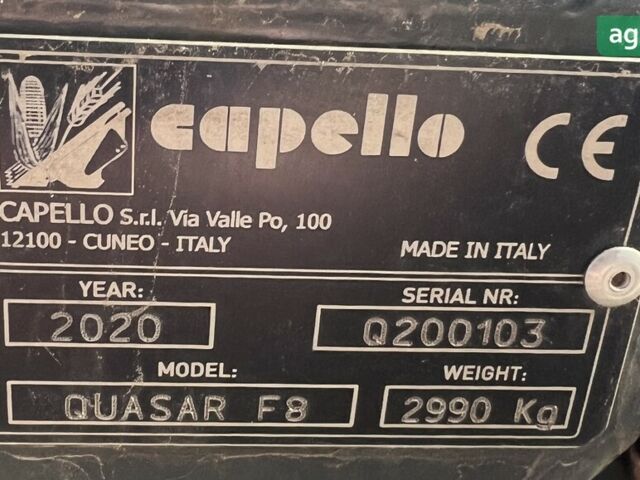 ag
capello CE
CAPELLO S.r.l. Via Valle Po, 100
12100 - CUNEO - ITALY
MADE IN ITALY
YEAR: SERIAL NR:
2020 Q200103
MODEL: WEIGHT:
QUASAR F8 2990 Kg